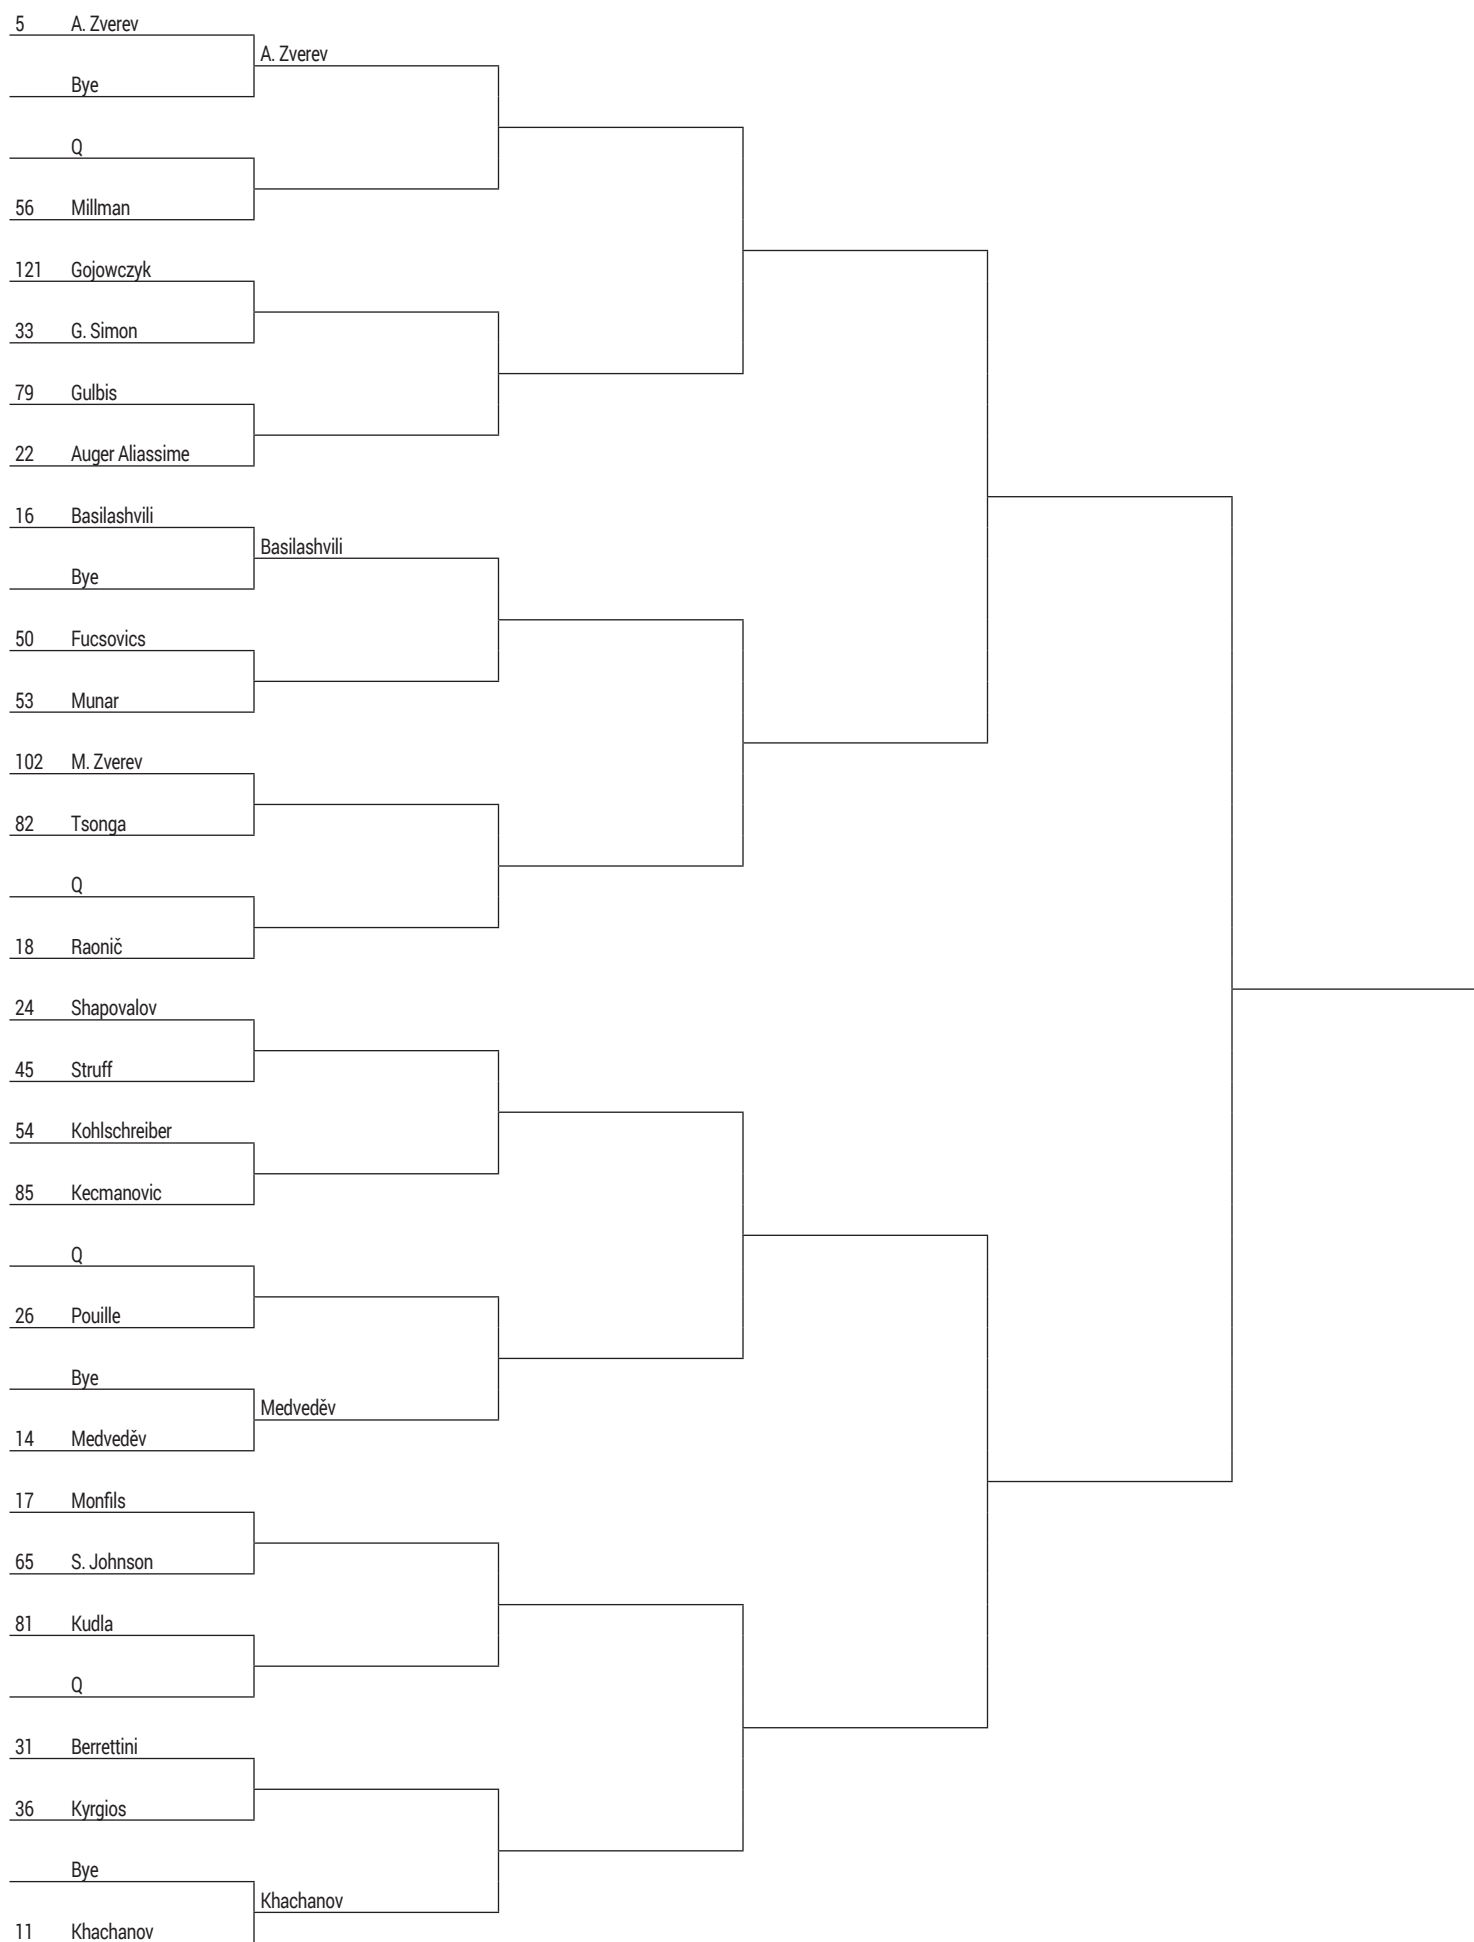 5 A. Zverev
A. Zverev
Bye
Q
56 Millman
121 Gojowczyk
33 G. Simon
79 Gulbis
22 Auger Aliassime
16 Basilashvili
Basilashvili
Bye
50 Fucsovics
53 Munar
102 M. Zverev
82 Tsonga
Q
18 Raonič
24 Shapovalov
45 Struff
54 Kohlschreiber
85 Kecmanovic
Q
26 Pouille
Bye
Medveděv
14 Medveděv
17 Monfils
65 S. Johnson
81 Kudla
Q
31 Berrettini
36 Kyrgios
Bye
Khachanov
11 Khachanov